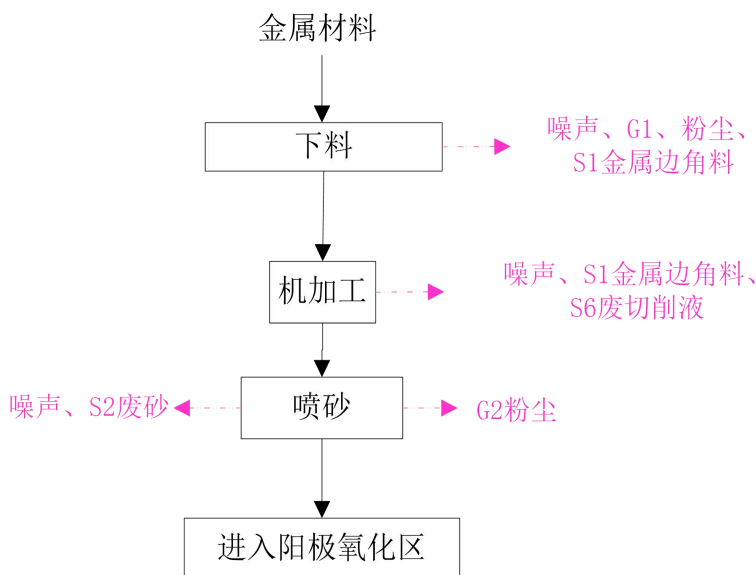 金属材料
下料
噪声、G1、粉尘、
S1金属边角料
机加工
噪声、S1金属边角料、
S6废切削液
噪声、S2废砂
喷砂
G2粉尘
进入阳极氧化区